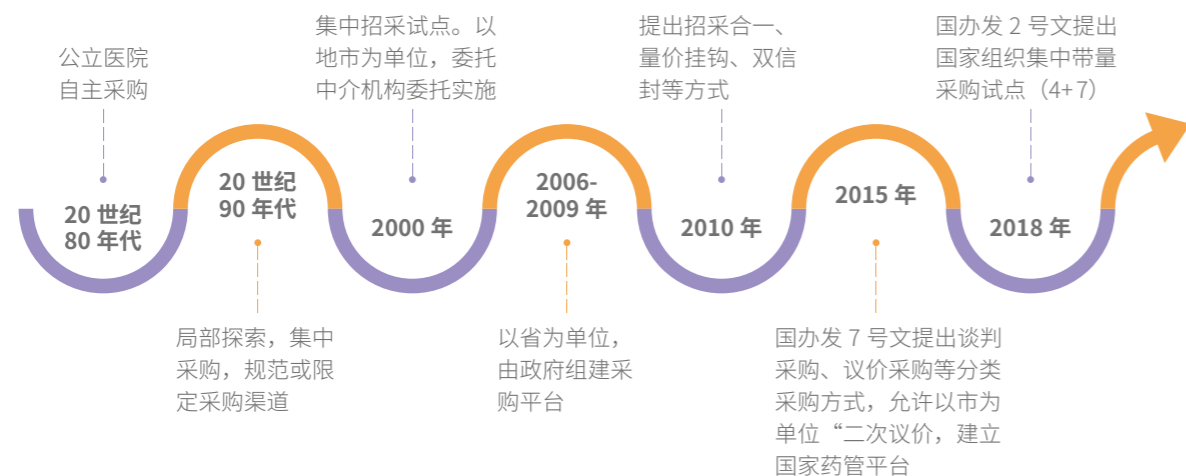 公立医院
自主采购
20 世纪
80 年代
20 世纪
90 年代
局部探索，集中
采购，规范或限
定采购渠道
集中招采试点。以
地市为单位，委托
中介机构委托实施
2000 年
2006-
2009 年
以省为单位，
由政府组建采
购平台
提出招采合一、
量价挂钩、双信
封等方式
2010 年
2015 年
国办发 7 号文提出谈判
采购、议价采购等分类
采购方式，允许以市为
单位“二次议价，建立
国家药管平台
国办发 2 号文提出
国家组织集中带量
采购试点（4+7）
2018 年